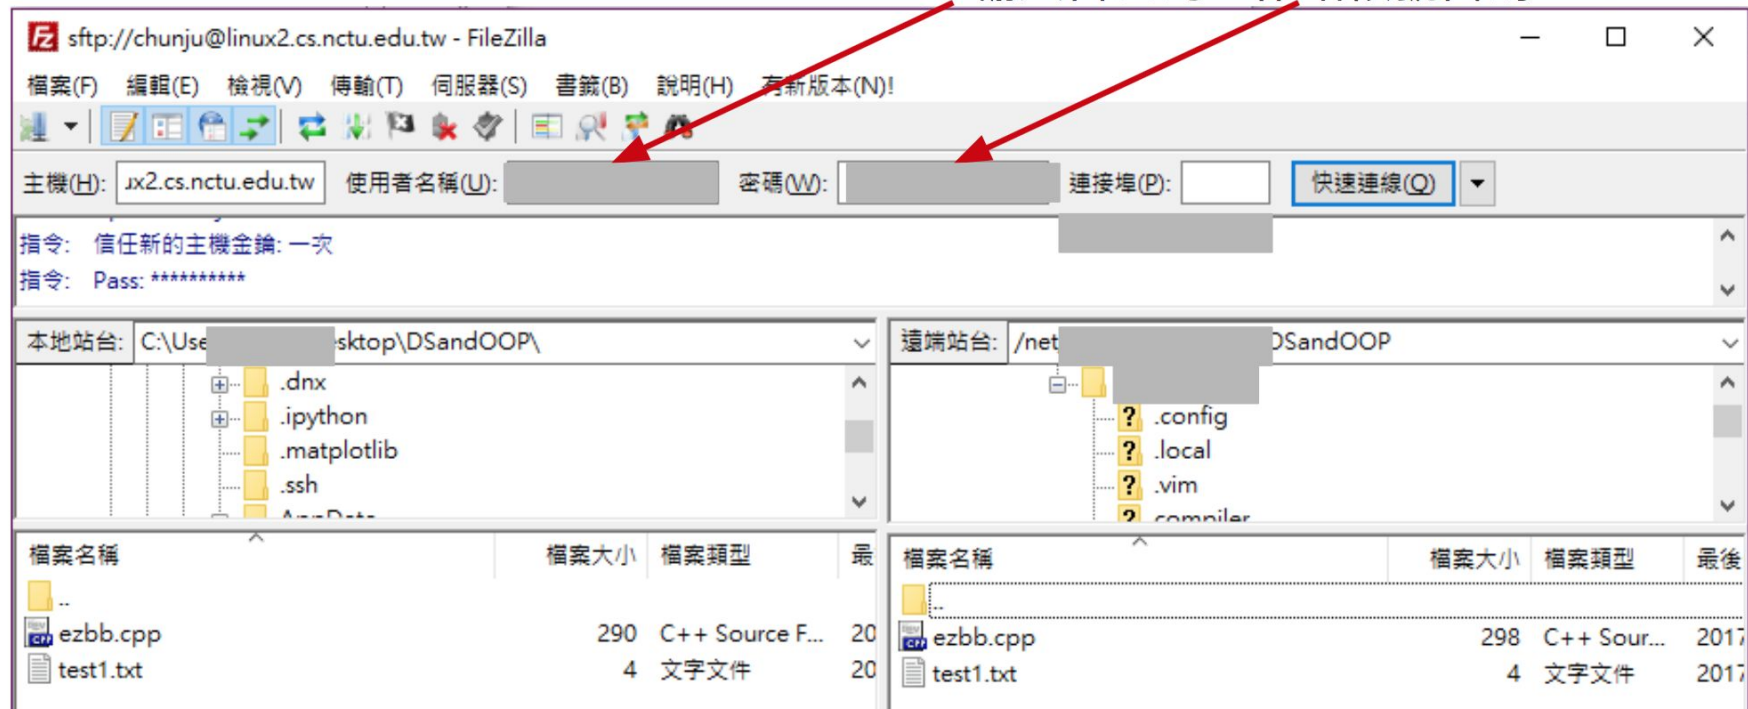 sftp://chunju@linux2.cs.nctu.edu.tw - FileZilla
檔案(F) 編輯(E) 檢視(V) 傳輸(T) 伺服器(S) 書籤(B) 說明(H) 有新版本(N)!
主機(H): ux2.cs.nctu.edu.tw 使用者名稱(U): 密碼(W): 連接埠(P): 快速連線(Q)
指令: 信任新的主機金鑰: 一次
指令: Pass: **********
本地站台: C:\Use sktop\DSandOOP\
.dnx
.ipython
.matplotlib
.ssh
AppData
遠端站台: /net DSandOOP
.config
.local
.vim
compiler
檔案名稱 檔案大小 檔案類型 最
..
ezbb.cpp 290 C++ Source F... 20
test1.txt 4 文字文件 20
檔案名稱 檔案大小 檔案類型 最後
..
ezbb.cpp 298 C++ Sour... 2017
test1.txt 4 文字文件 2017